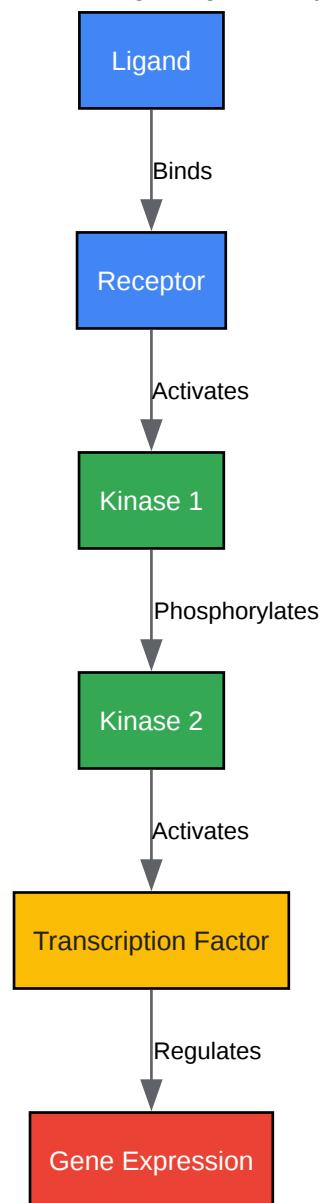 Ligand
Binds
Receptor
Activates
Kinase 1
Phosphorylates
Kinase 2
Activates
Transcription Factor
Regulates
Gene Expression